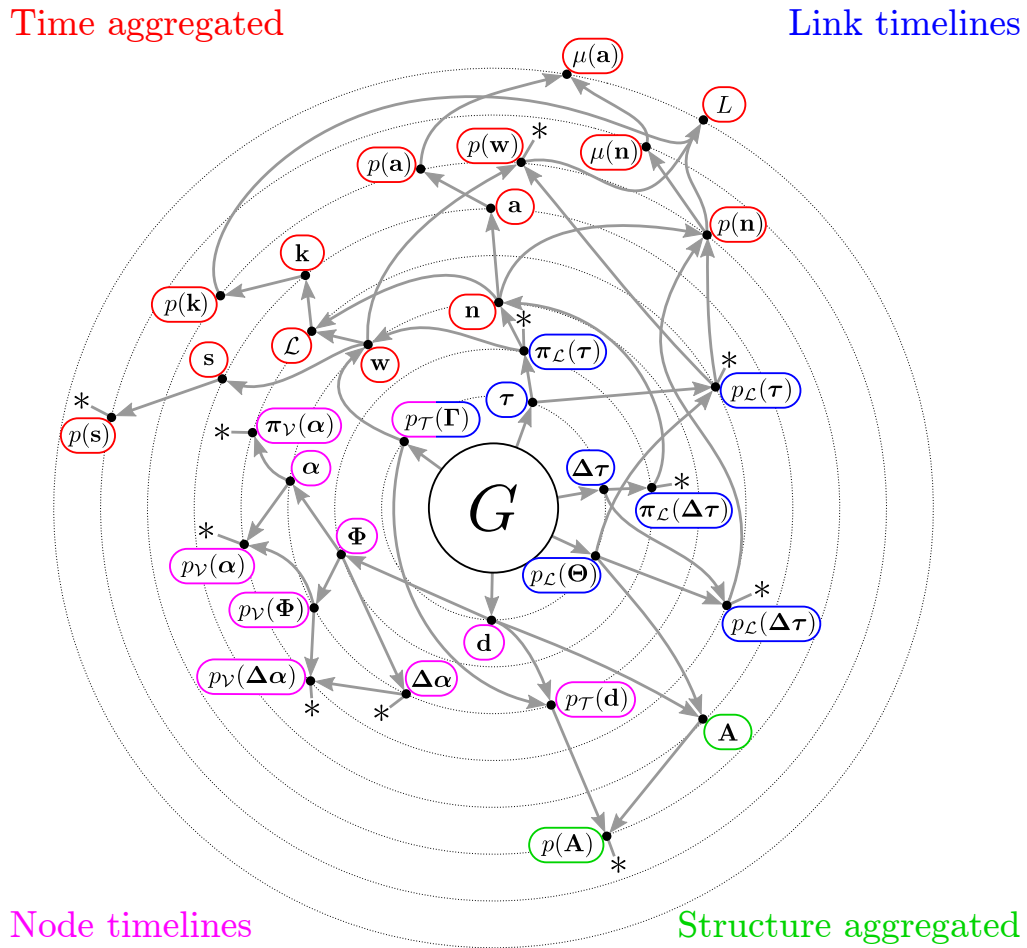 Time aggregated
Link timelines
μ(a)
L
*
p(w)
μ(n)
p(a)
a
p(n)
k
p(k)
n
*
π_𝓛(τ)
𝓛
w
s
*
p_𝓛(τ)
*
τ
p_𝒯(Γ)
p(s)
*
π_𝒱(α)
α
Δτ
*
π_𝓛(Δτ)
G
*
Φ
p_𝒱(α)
p_𝓛(Θ)
*
p_𝒱(Φ)
p_𝓛(Δτ)
d
p_𝒱(Δα)
Δα
*
*
p_𝒯(d)
A
p(A)
*
Node timelines
Structure aggregated